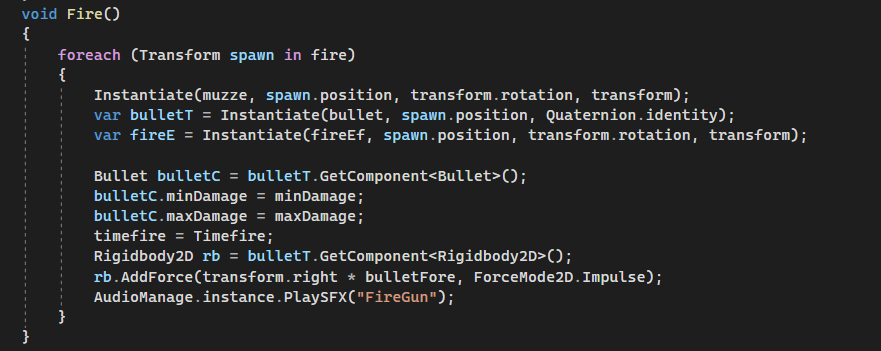 void Fire()
{
foreach (Transform spawn in fire)
{
Instantiate(muzze, spawn.position, transform.rotation, transform);
var bulletT = Instantiate(bullet, spawn.position, Quaternion.identity);
var fireE = Instantiate(fireEf, spawn.position, transform.rotation, transform);
Bullet bulletC = bulletT.GetComponent<Bullet>();
bulletC.minDamage = minDamage;
bulletC.maxDamage = maxDamage;
timefire = Timefire;
Rigidbody2D rb = bulletT.GetComponent<Rigidbody2D>();
rb.AddForce(transform.right * bulletFore, ForceMode2D.Impulse);
AudioManage.instance.PlaySFX("FireGun");
}
}